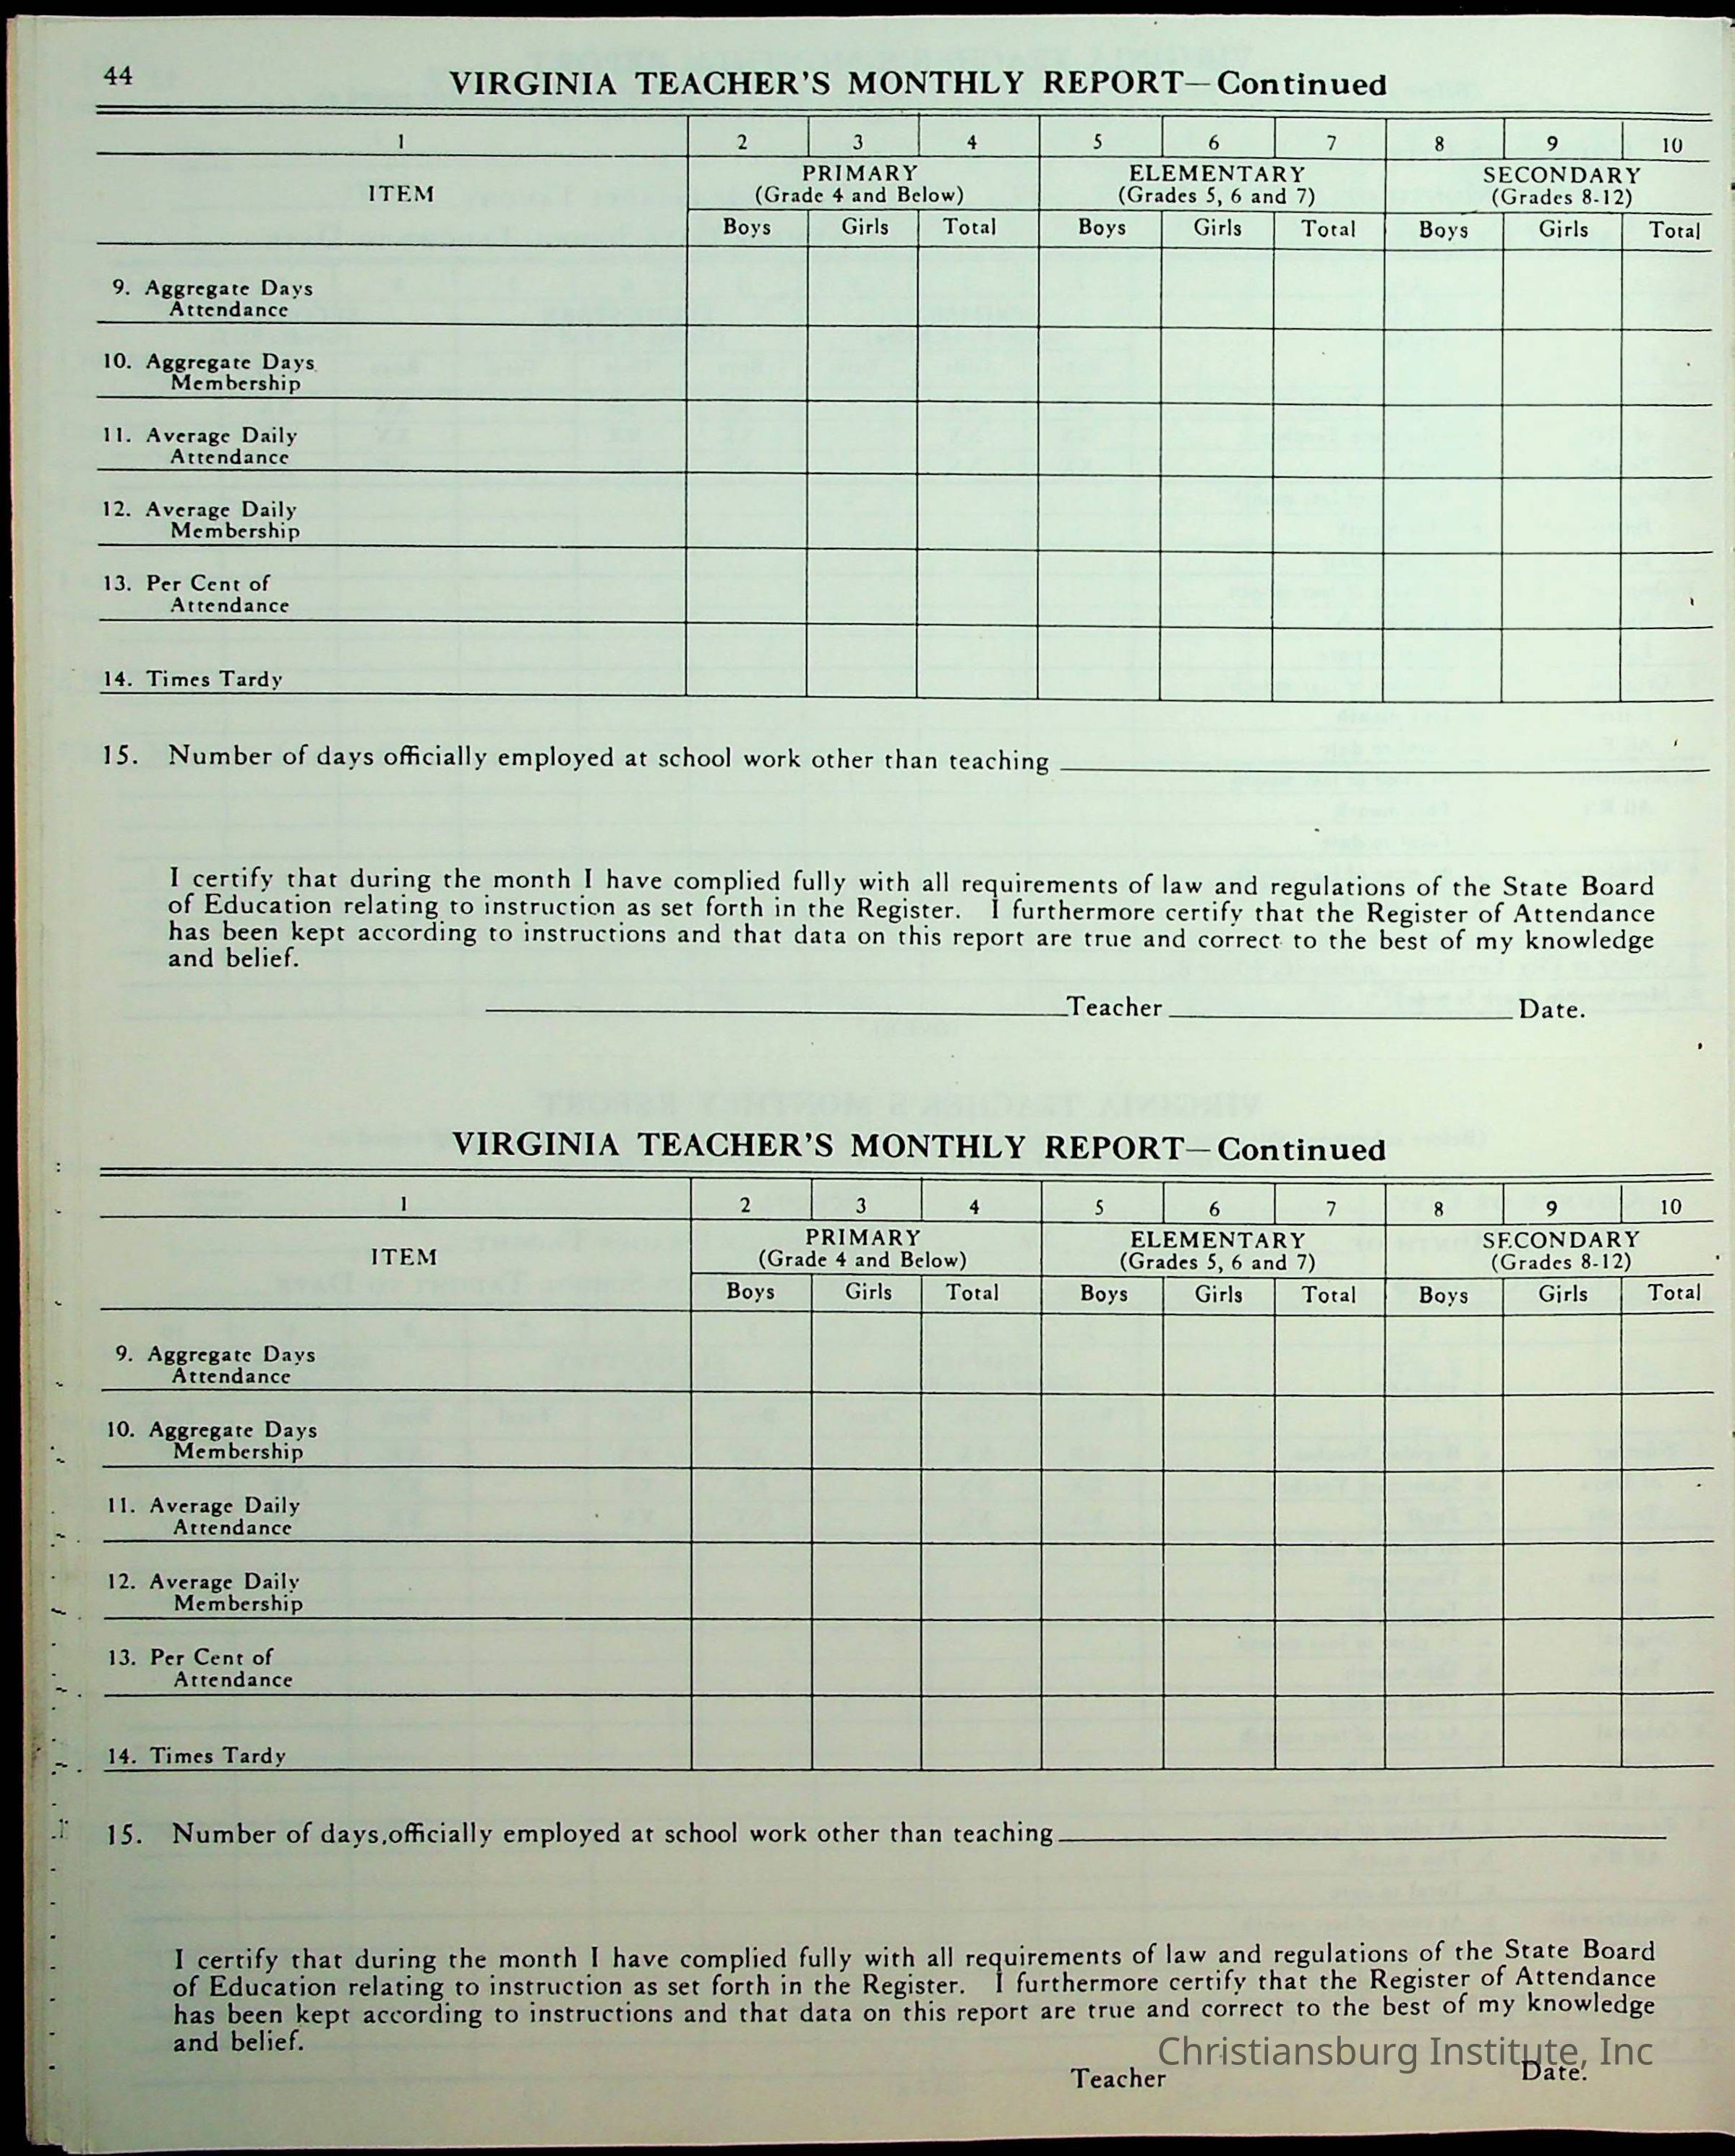 44
VIRGINIA TEACHER'S MONTHLY REPORT—Continued
1 2 3 4 5 6 7 8 9 10
ITEM PRIMARY ELEMENTARY SECONDARY
(Grade 4 and Below) (Grades 5, 6 and 7) (Grades 8-12)
Boys Girls Total Boys Girls Total Boys Girls Total
9. Aggregate Days
Attendance
10. Aggregate Days
Membership
11. Average Daily
Attendance
12. Average Daily
Membership
13. Per Cent of
Attendance
14. Times Tardy
15. Number of days officially employed at school work other than teaching
I certify that during the month I have complied fully with all requirements of law and regulations of the State Board
of Education relating to instruction as set forth in the Register. I furthermore certify that the Register of Attendance
has been kept according to instructions and that data on this report are true and correct to the best of my knowledge
and belief.
Teacher Date.
VIRGINIA TEACHER'S MONTHLY REPORT—Continued
1 2 3 4 5 6 7 8 9 10
ITEM PRIMARY ELEMENTARY SECONDARY
(Grade 4 and Below) (Grades 5, 6 and 7) (Grades 8-12)
Boys Girls Total Boys Girls Total Boys Girls Total
9. Aggregate Days
Attendance
10. Aggregate Days
Membership
11. Average Daily
Attendance
12. Average Daily
Membership
13. Per Cent of
Attendance
14. Times Tardy
15. Number of days officially employed at school work other than teaching
I certify that during the month I have complied fully with all requirements of law and regulations of the State Board
of Education relating to instruction as set forth in the Register. I furthermore certify that the Register of Attendance
has been kept according to instructions and that data on this report are true and correct to the best of my knowledge
and belief.
Christiansburg Institute, Inc
Teacher Date.